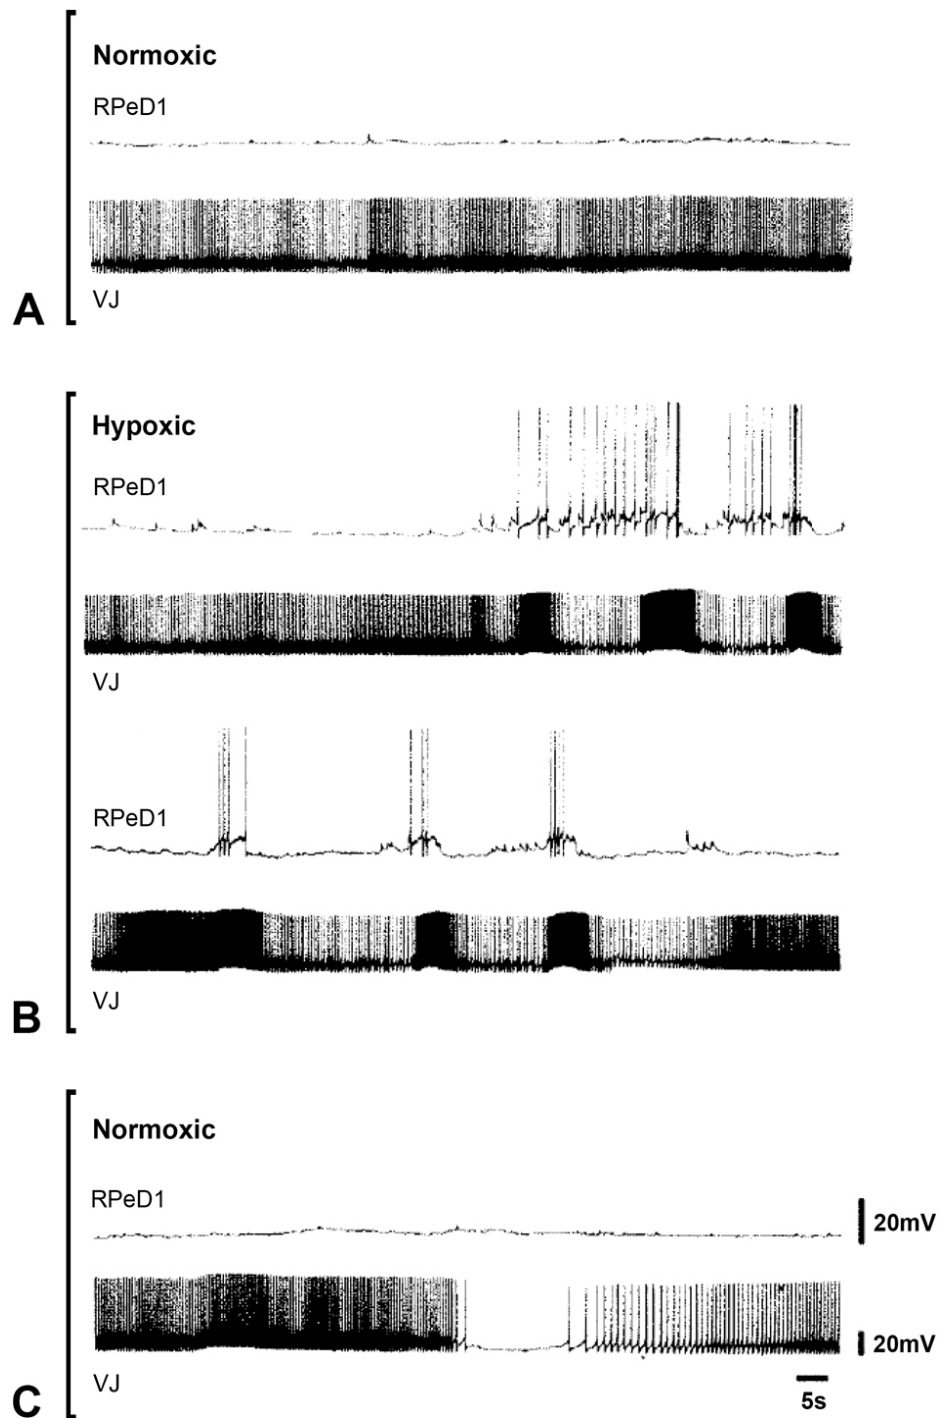 Normoxic
RPeD1
VJ
A
Hypoxic
RPeD1
VJ
RPeD1
VJ
B
Normoxic
RPeD1
20mV
20mV
VJ
5s
C